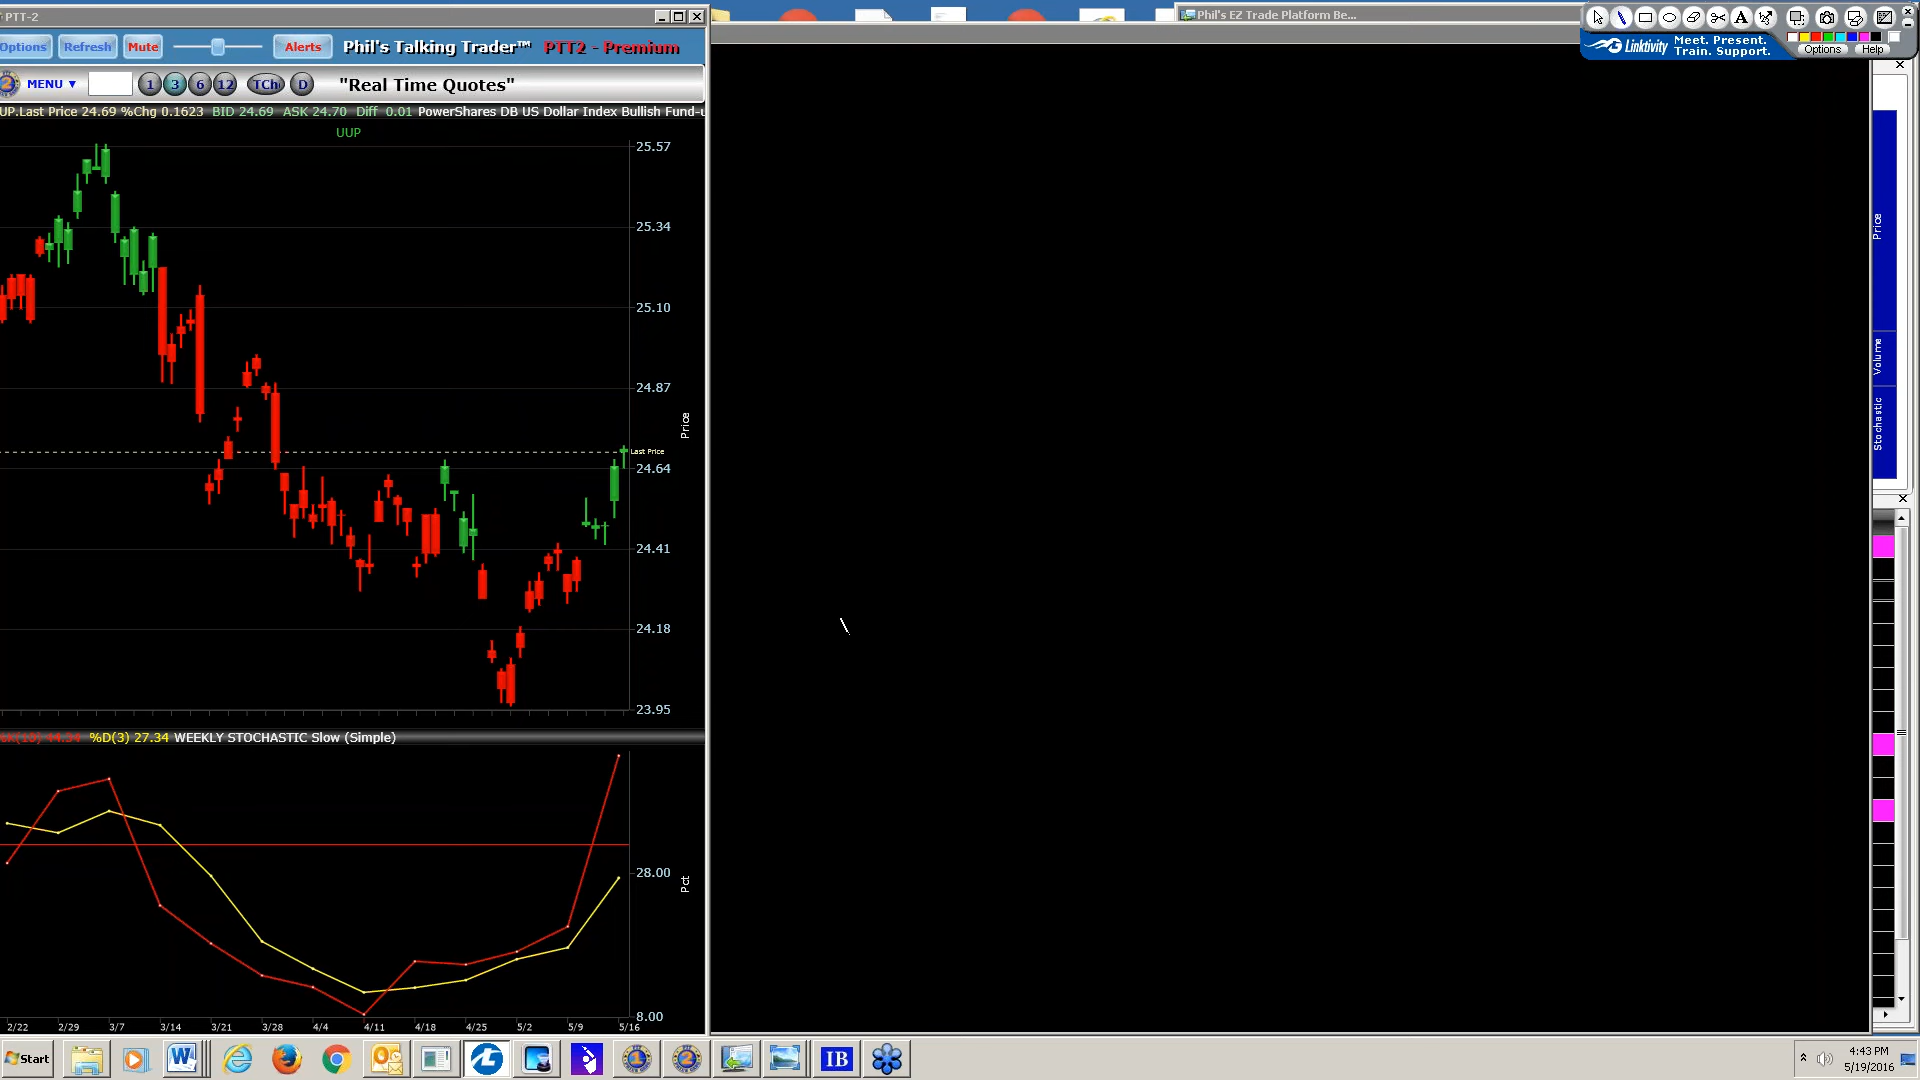 PTT-2
Phil's EZ Trade Platform Be...
Options
Refresh
Mute
Alerts
Phil's Talking Trader™ PTT2 - Premium
Linktivity
Meet. Present.
Train. Support.
Options
Help
2
MENU ▼
1
3
6
12
TCh
D
"Real Time Quotes"
UP.Last Price 24.69 %Chg 0.1623 BID 24.69 ASK 24.70 Diff 0.01 PowerShares DB US Dollar Index Bullish Fund-u
UUP
25.57
25.34
25.10
24.87
Last Price
24.64
24.41
24.18
23.95
Price
Price
Volume
Stochastic
44.34 %D(3) 27.34 WEEKLY STOCHASTIC Slow (Simple)
28.00
8.00
Pct
2/22 2/29 3/7 3/14 3/21 3/28 4/4 4/11 4/18 4/25 5/2 5/9 5/16
Start
1
2
IB
4:43 PM
5/19/2016